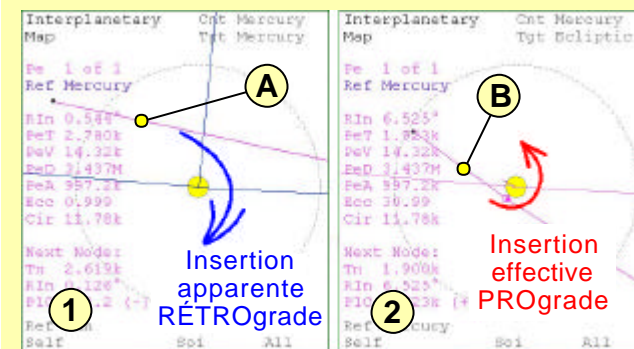 Interplanetary Cnt Mercury
Map Tgt Mercury
Pe 1 of 1
Ref Mercury
A
RIn 0.544°
PeT 2.780k
PeV 14.32k
PeD 3.437M
PeA 997.2k
Ecc 0.999
Cir 11.78k
Next Node:
Tn 2.619k
Insertion
apparente
RÉTROgrade
1
Self Soi All
Interplanetary Cnt Mercury
Map Tgt Ecliptic
Pe 1 of 1
Ref Mercury
B
RIn 6.525°
PeV 14.32k
PeD 3.437M
PeA 997.2k
Ecc 30.99
Cir 11.78k
Next Node:
Tn 1.900k
RIn 6.525°
Insertion
effective
PROgrade
2
Self Soi All